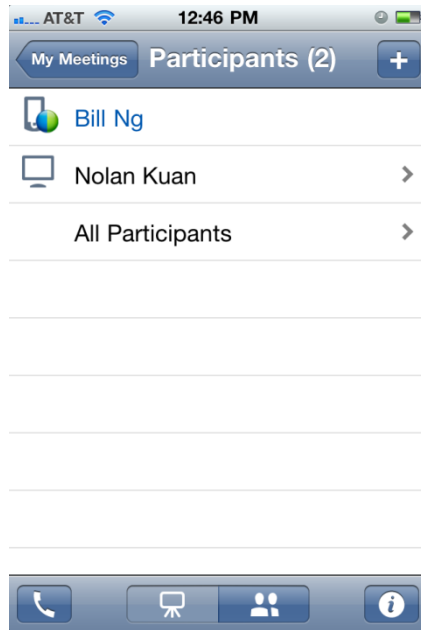 AT&T 12:46 PM
My Meetings Participants (2) +
Bill Ng
Nolan Kuan
All Participants